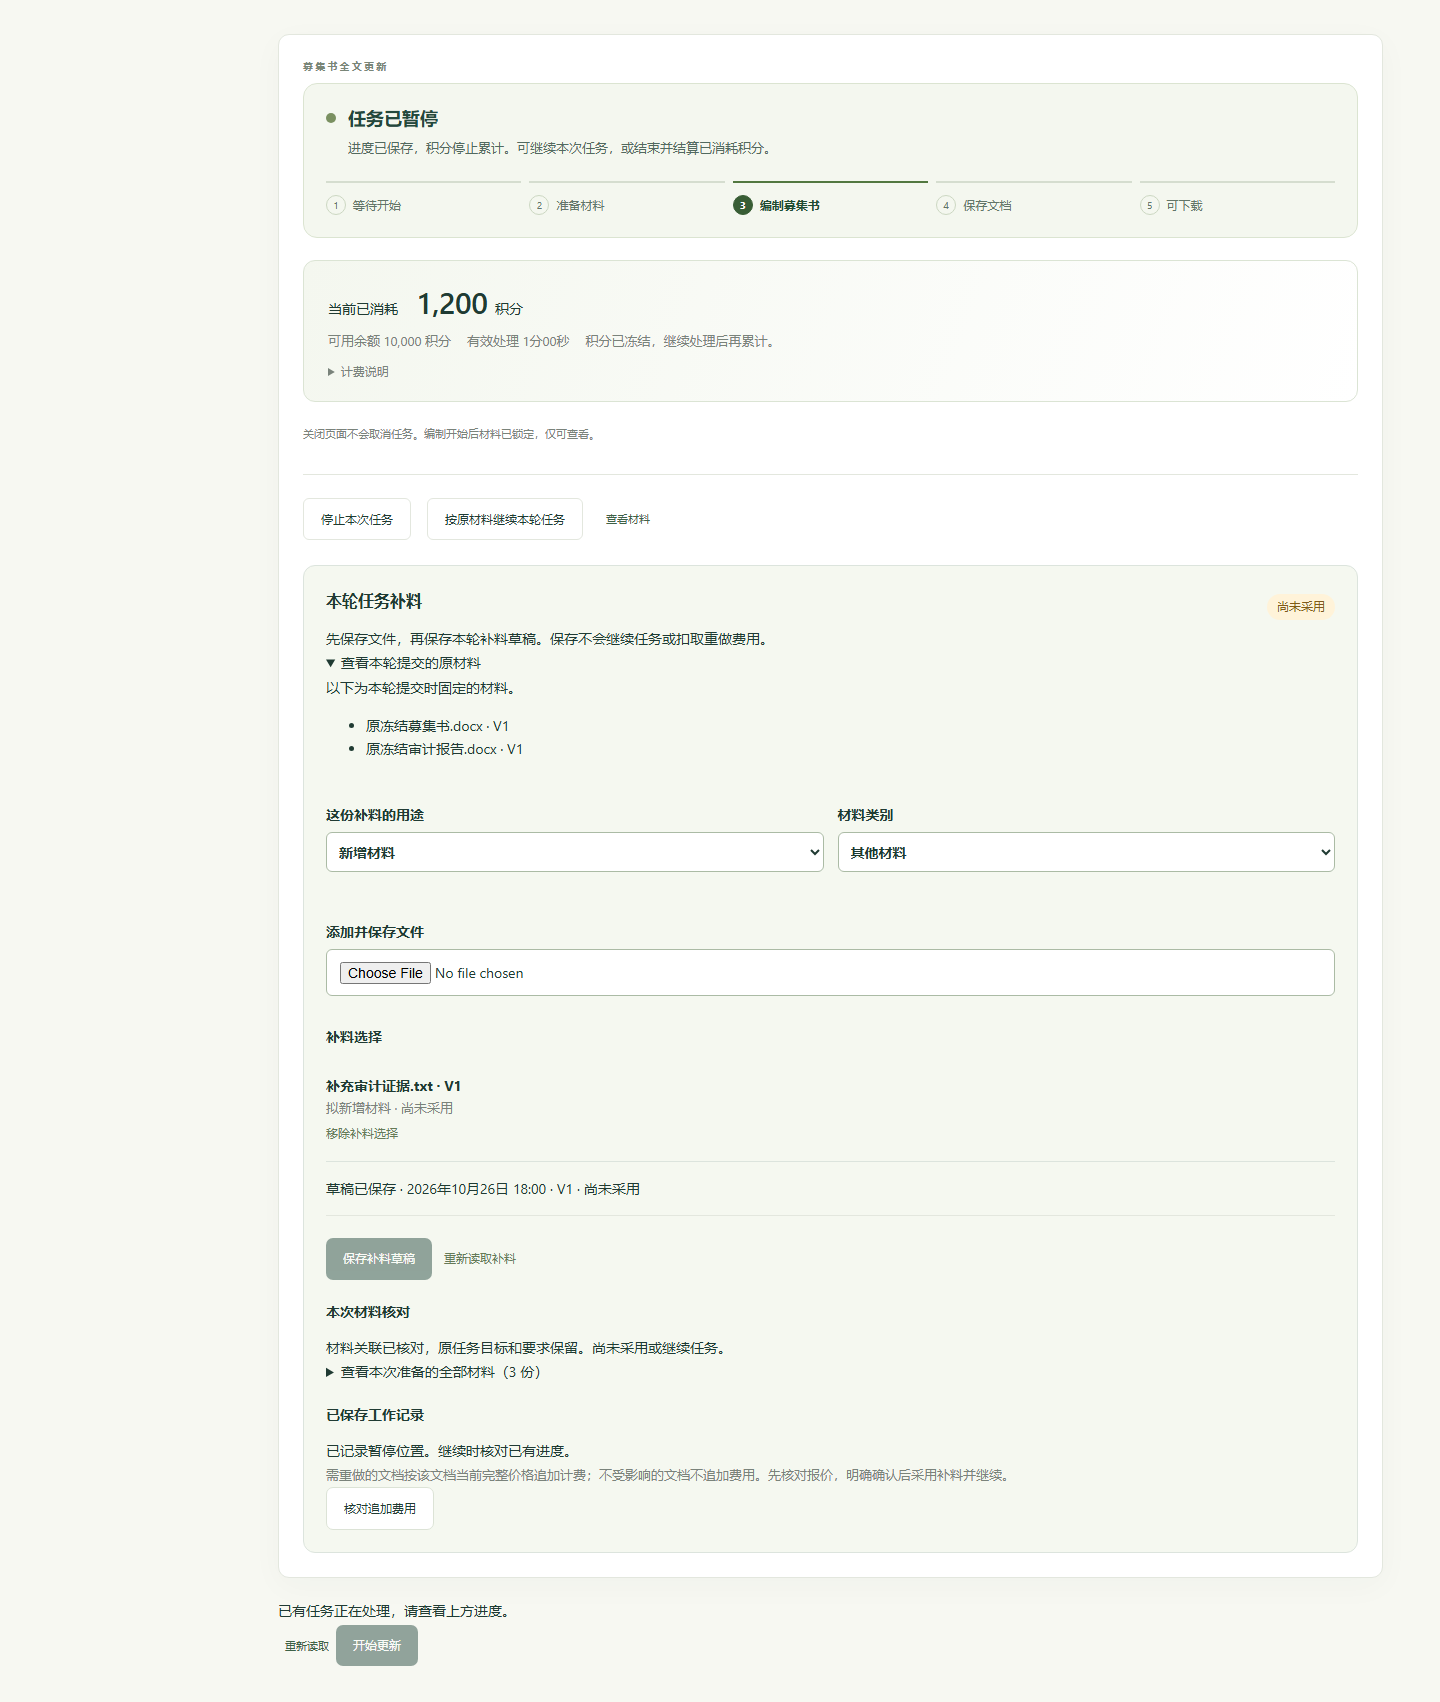 募集书全文更新
任务已暂停
进度已保存，积分停止累计。可继续本次任务，或结束并结算已消耗积分。
1 等待开始
2 准备材料
3 编制募集书
4 保存文档
5 可下载
当前已消耗 1,200 积分
可用余额 10,000 积分 有效处理 1分00秒 积分已冻结，继续处理后再累计。
计费说明
关闭页面不会取消任务。编制开始后材料已锁定，仅可查看。
停止本次任务 按原材料继续本轮任务 查看材料
本轮任务补料
尚未采用
先保存文件，再保存本轮补料草稿。保存不会继续任务或扣取重做费用。
查看本轮提交的原材料
以下为本轮提交时固定的材料。
原冻结募集书.docx · V1
原冻结审计报告.docx · V1
这份补料的用途 材料类别
新增材料 其他材料
添加并保存文件
Choose File No file chosen
补料选择
补充审计证据.txt · V1
拟新增材料 · 尚未采用
移除补料选择
草稿已保存 · 2026年10月26日 18:00 · V1 · 尚未采用
保存补料草稿 重新读取补料
本次材料核对
材料关联已核对，原任务目标和要求保留。尚未采用或继续任务。
查看本次准备的全部材料（3 份）
已保存工作记录
已记录暂停位置。继续时核对已有进度。
需重做的文档按该文档当前完整价格追加计费；不受影响的文档不追加费用。先核对报价，明确确认后采用补料并继续。
核对追加费用
已有任务正在处理，请查看上方进度。
重新读取 开始更新